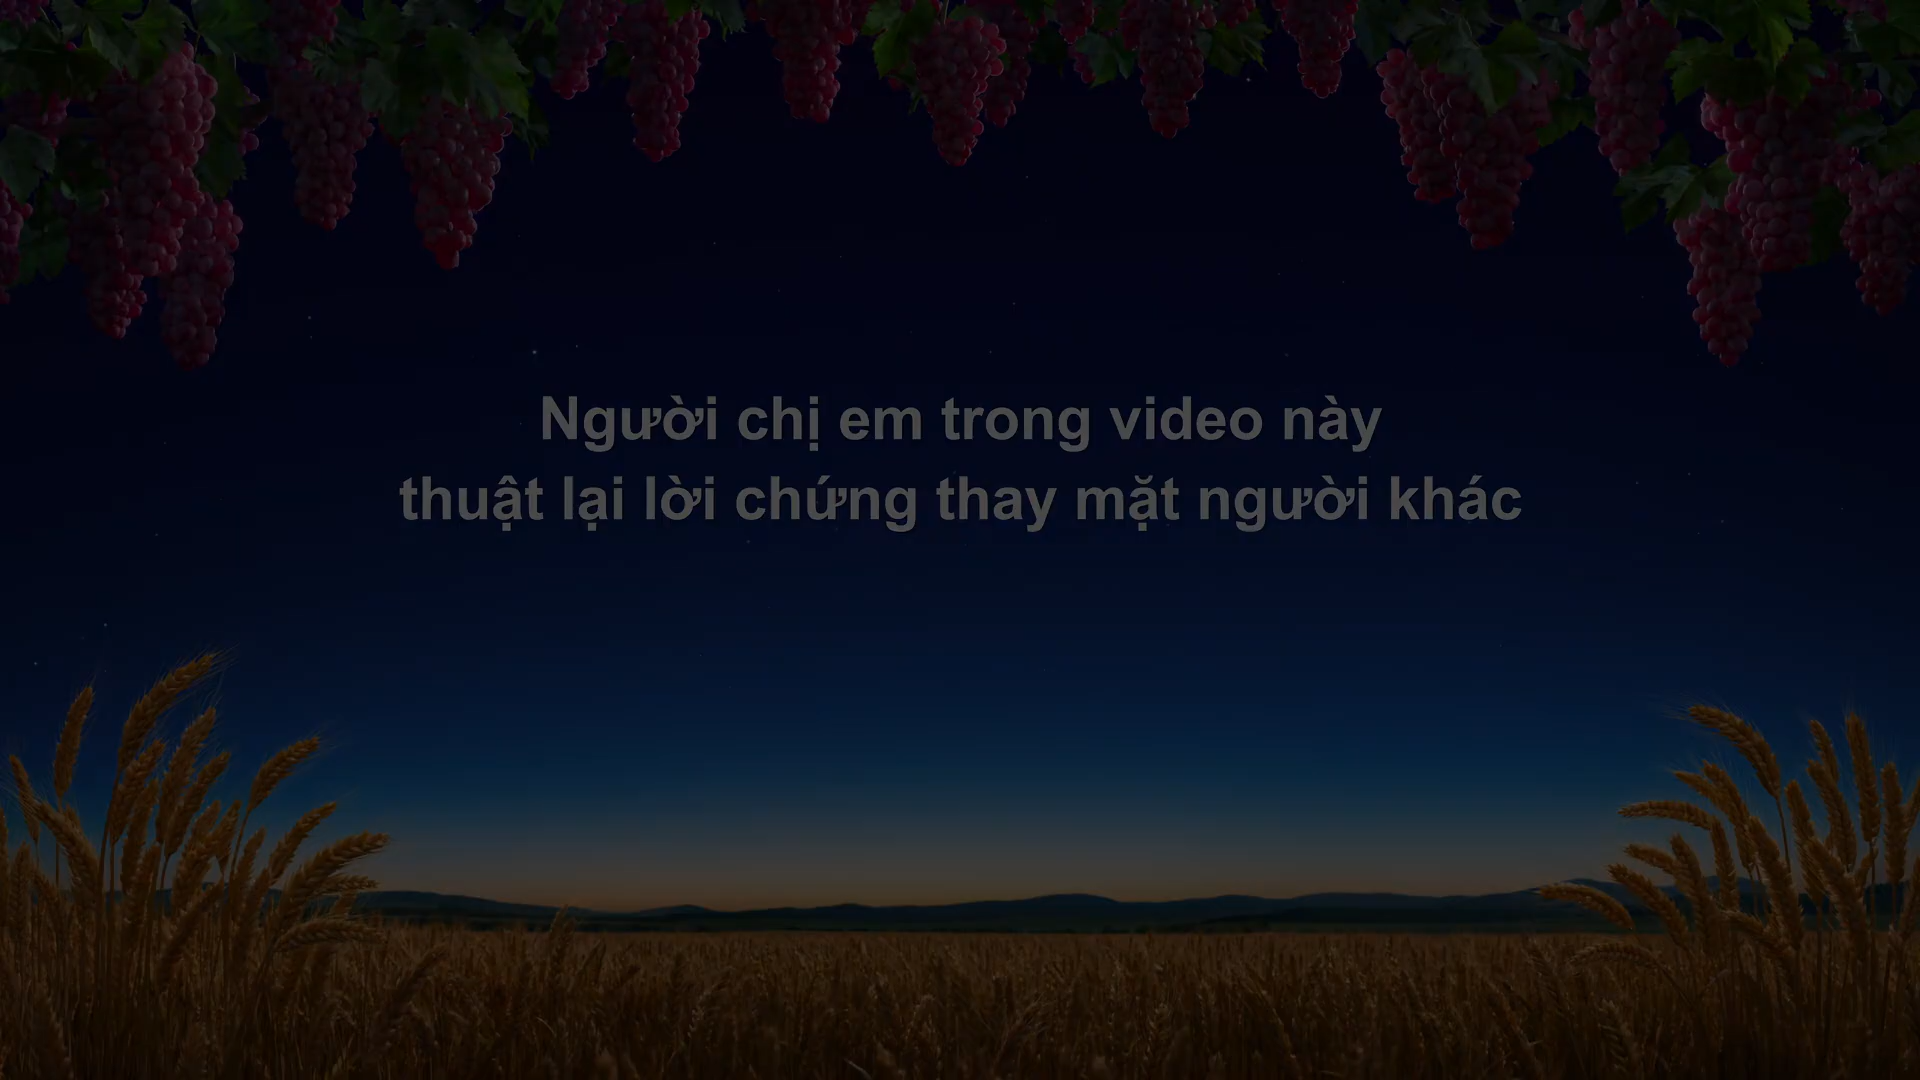 Người chị em trong video này
thuật lại lời chứng thay mặt người khác